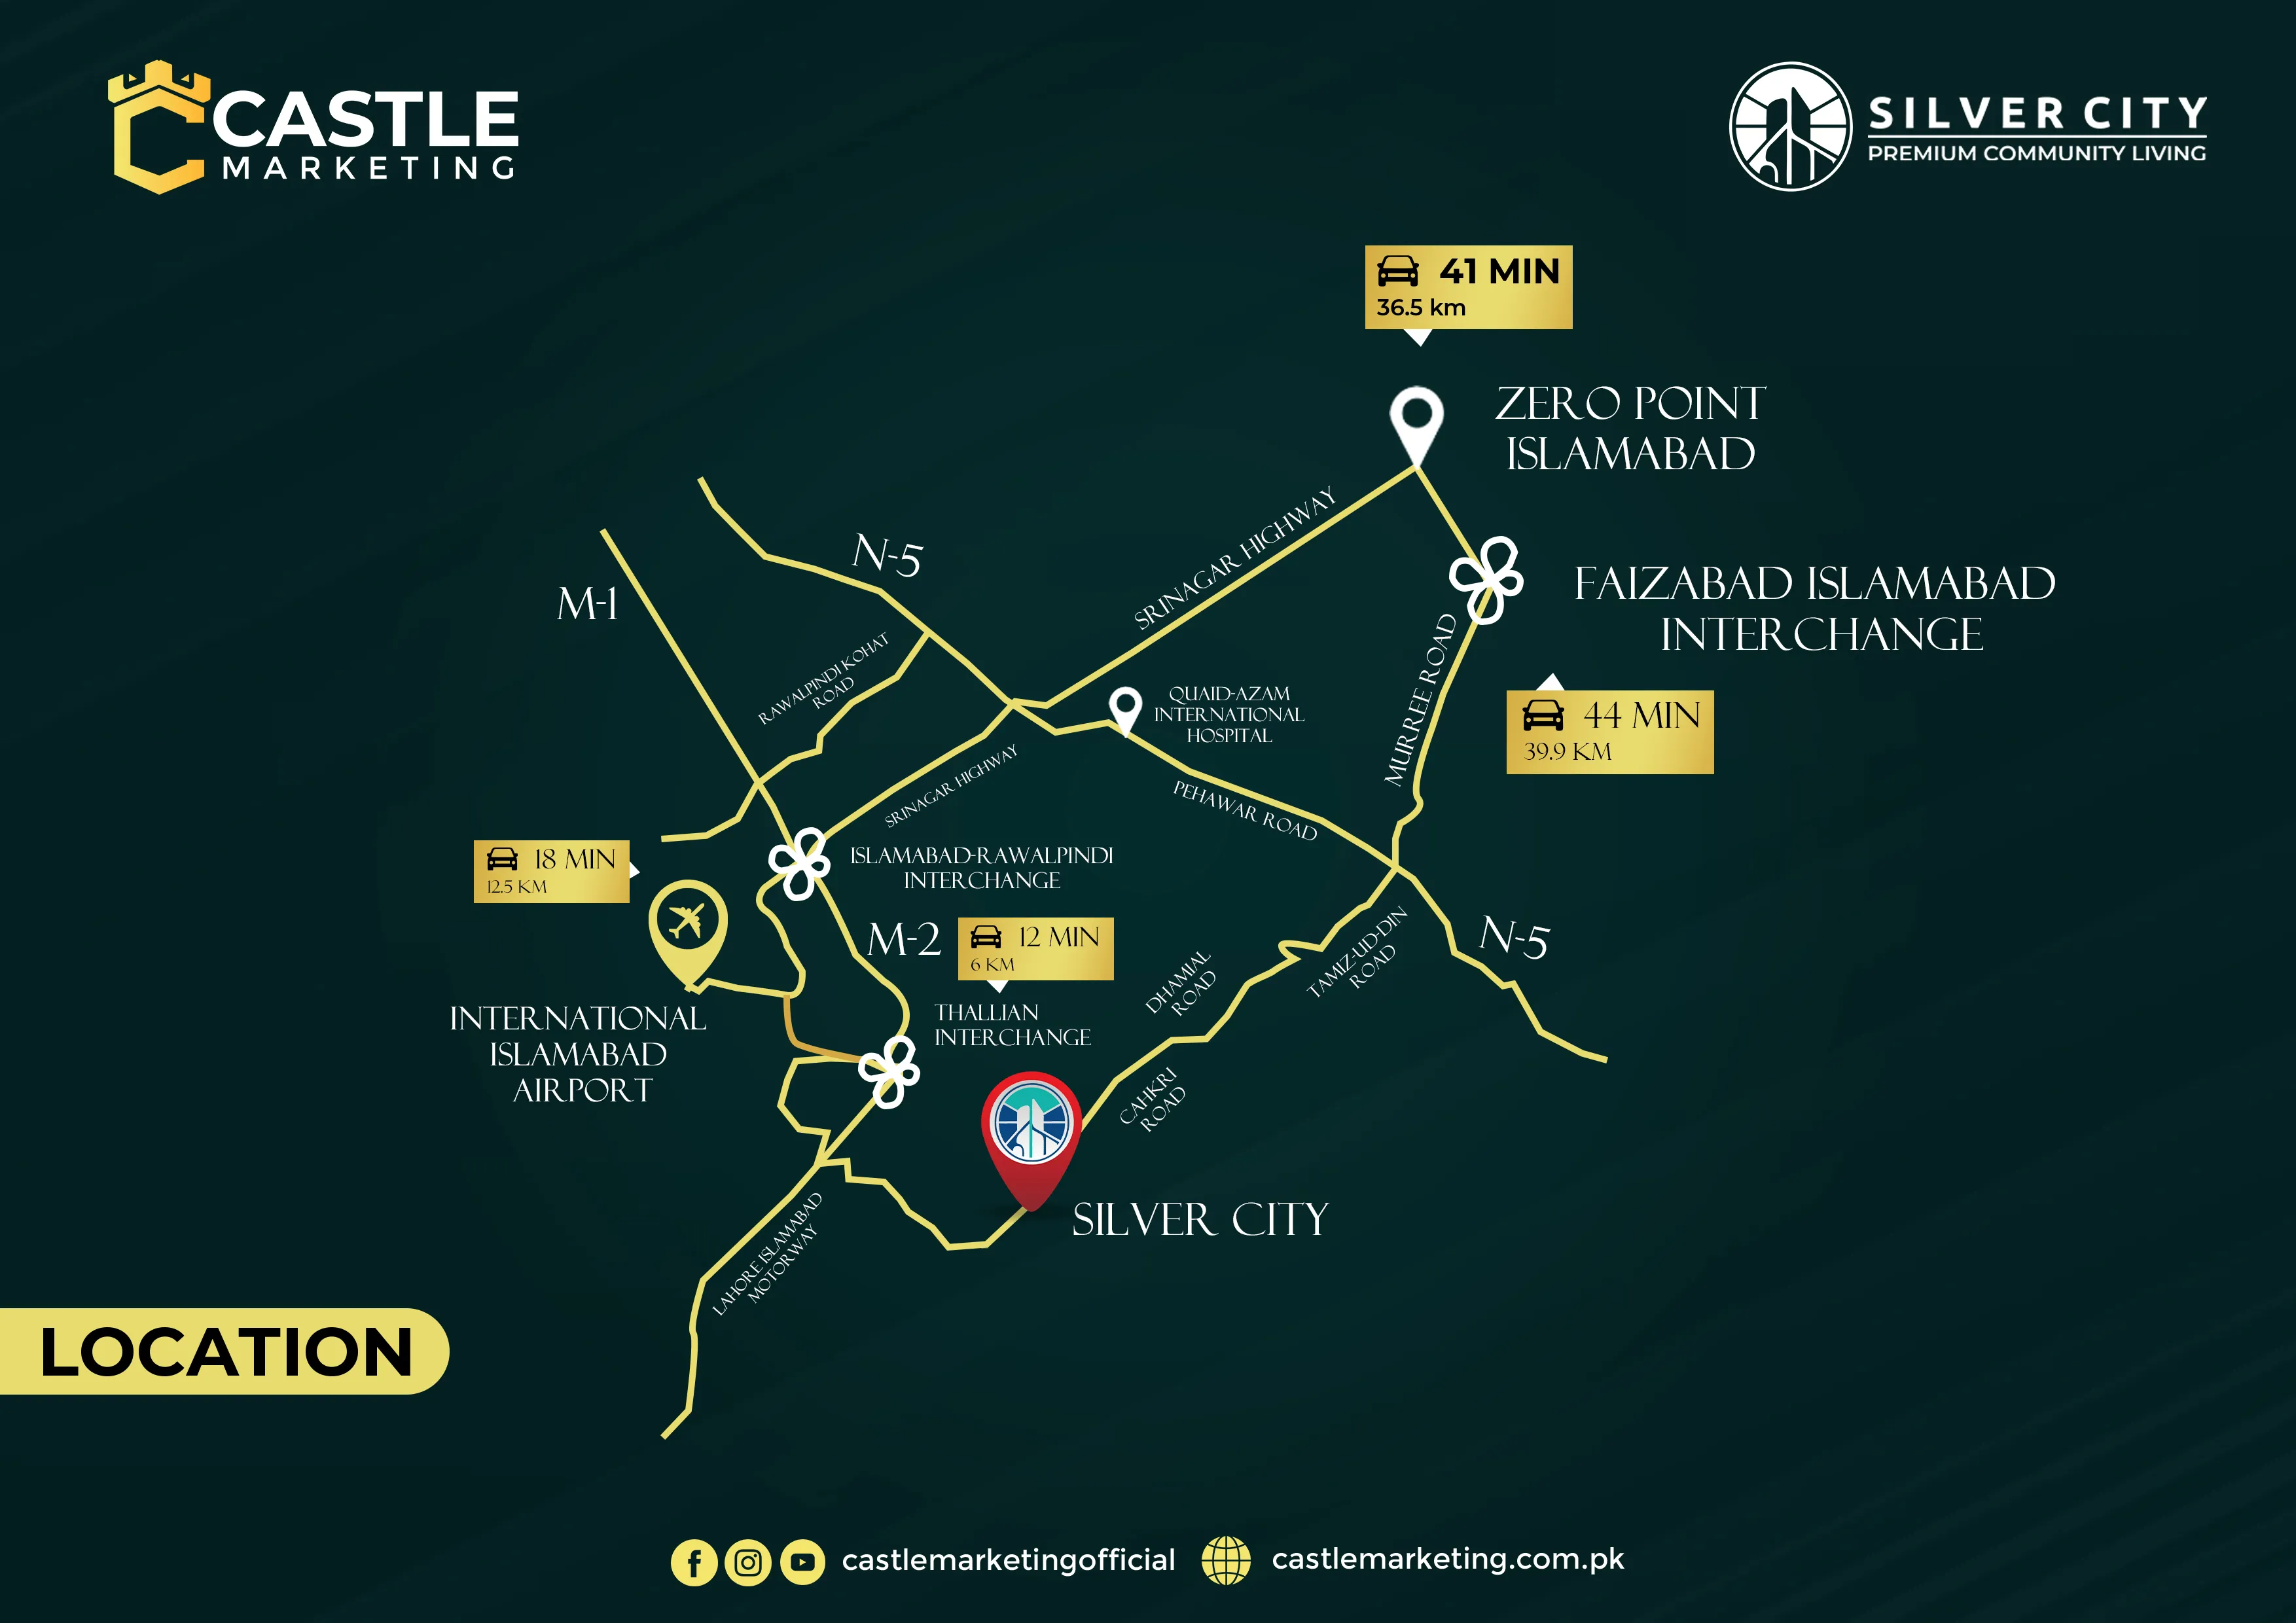 CASTLE
MARKETING
SILVER CITY
PREMIUM COMMUNITY LIVING
41 MIN
36.5 km
ZERO POINT
ISLAMABAD
N-5
M-1
SRINAGAR HIGHWAY
FAIZABAD ISLAMABAD
INTERCHANGE
44 MIN
39.9 KM
MURREE ROAD
RAWALPINDI KOHAT
ROAD
QUAID-AZAM
INTERNATIONAL
HOSPITAL
SRINAGAR HIGHWAY
PEHAWAR ROAD
18 MIN
12.5 KM
ISLAMABAD-RAWALPINDI
INTERCHANGE
M-2
12 MIN
6 KM
THALLIAN
INTERCHANGE
DHAMIAL
ROAD
TAMIZ-UD-DIN
ROAD
N-5
INTERNATIONAL
ISLAMABAD
AIRPORT
CAHKRI
ROAD
SILVER CITY
LAHORE ISLAMABAD
MOTORWAY
LOCATION
castlemarketingofficial
castlemarketing.com.pk